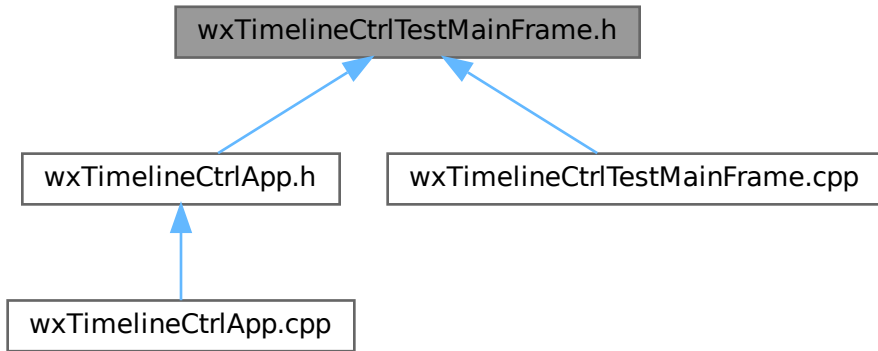 wxTimelineCtrlTestMainFrame.h
wxTimelineCtrlApp.h
wxTimelineCtrlTestMainFrame.cpp
wxTimelineCtrlApp.cpp